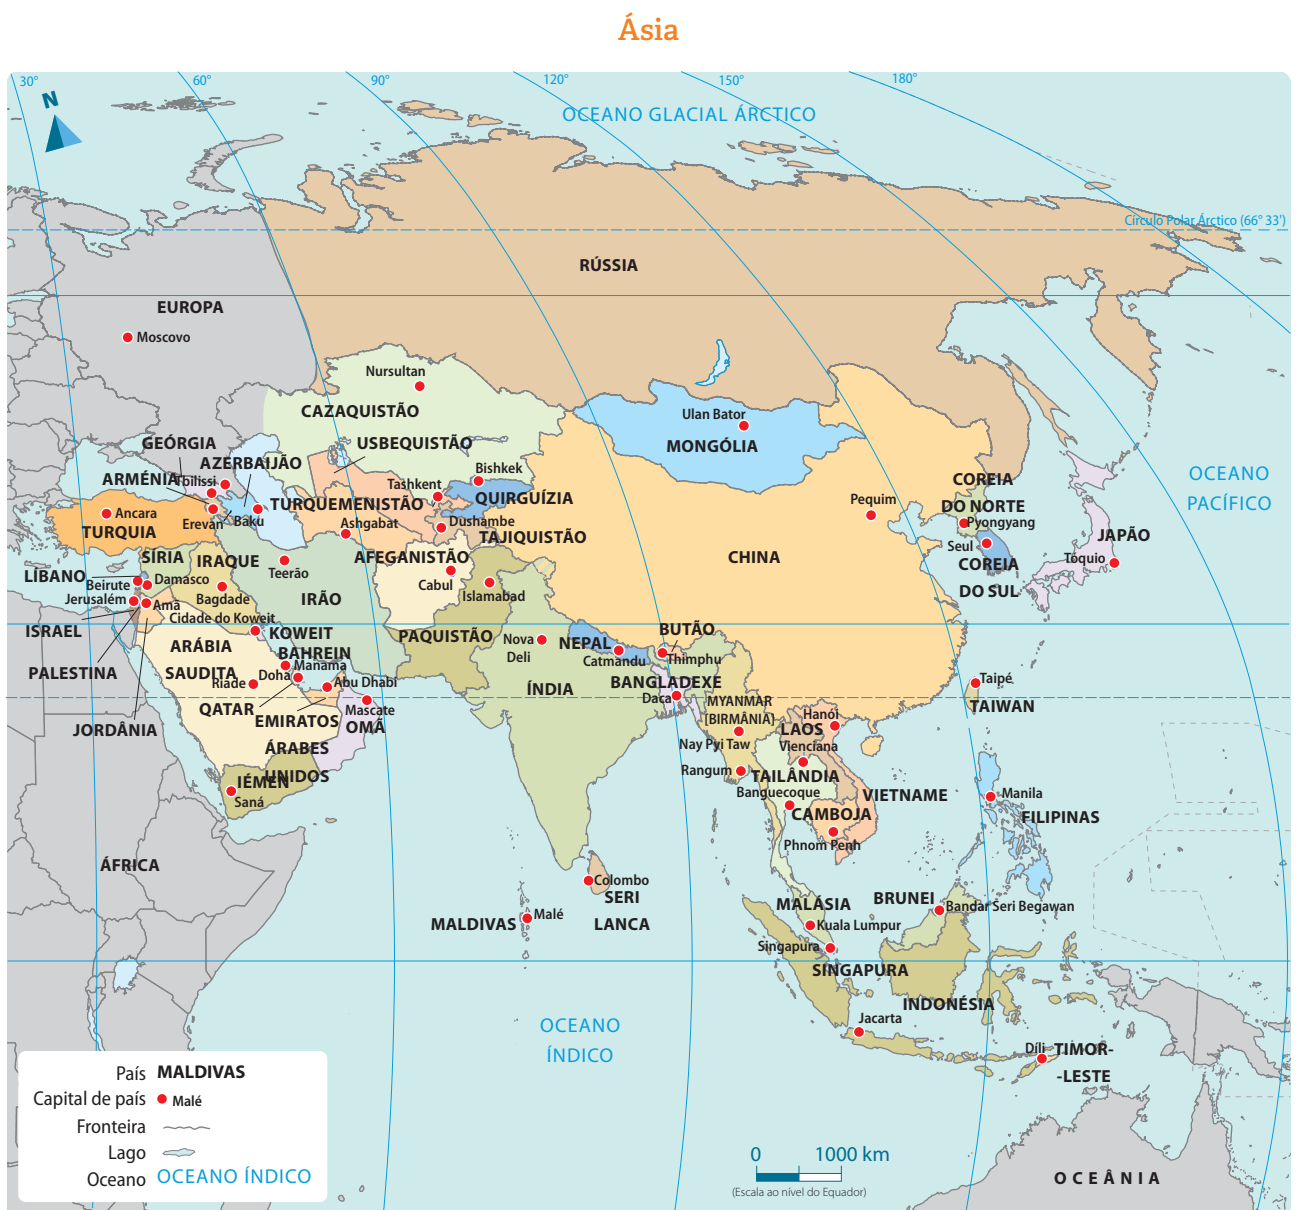 Ásia
30°
60°
90°
120°
150°
180°
N
OCEANO GLACIAL ÁRCTICO
Círculo Polar Árctico (66° 33')
RÚSSIA
EUROPA
Moscovo
Nursultan
CAZAQUISTÃO
Ulan Bator
MONGÓLIA
GEÓRGIA
USBEQUISTÃO
AZERBAIJÃO
ARMÉNIA
Tbilissi
Bishkek
Tashkent
QUIRGUÍZIA
TURQUEMENISTÃO
COREIA
DO NORTE
Pyongyang
OCEANO
PACÍFICO
Ancara
TURQUIA
Erevan
Baku
Ashgabat
Dushambe
TAJIQUISTÃO
Pequim
Seul
COREIA
DO SUL
JAPÃO
Tóquio
SÍRIA
IRAQUE
Teerão
AFEGANISTÃO
Cabul
Islamabad
CHINA
LÍBANO
Beirute
Damasco
Jerusalém
Amã
Bagdade
IRÃO
Cidade do Koweit
ISRAEL
KOWEIT
PAQUISTÃO
Nova
Deli
NEPAL
Catmandu
BUTÃO
Thimphu
ARÁBIA
SAUDITA
BAHREIN
Manama
PALESTINA
Riade
Doha
Abu Dhabi
ÍNDIA
BANGLADEXE
Daca
Taipé
TAIWAN
QATAR
EMIRATOS
ÁRABES
UNIDOS
Mascate
OMÃ
MYANMAR
[BIRMÂNIA]
Hanói
LAOS
Vienciana
JORDÂNIA
Nay Pyi Taw
Rangum
TAILÂNDIA
Banguecoque
VIETNAME
IÉMEN
Saná
CAMBOJA
Phnom Penh
Manila
FILIPINAS
ÁFRICA
Colombo
SERI
LANCA
MALDIVAS
Malé
MALÁSIA
Kuala Lumpur
BRUNEI
Bandar Seri Begawan
Singapura
SINGAPURA
INDONÉSIA
Jacarta
OCEANO
ÍNDICO
Díli
TIMOR-
-LESTE
País MALDIVAS
Capital de país Malé
Fronteira
Lago
Oceano OCEANO ÍNDICO
0 1000 km
(Escala ao nível do Equador)
OCEÂNIA